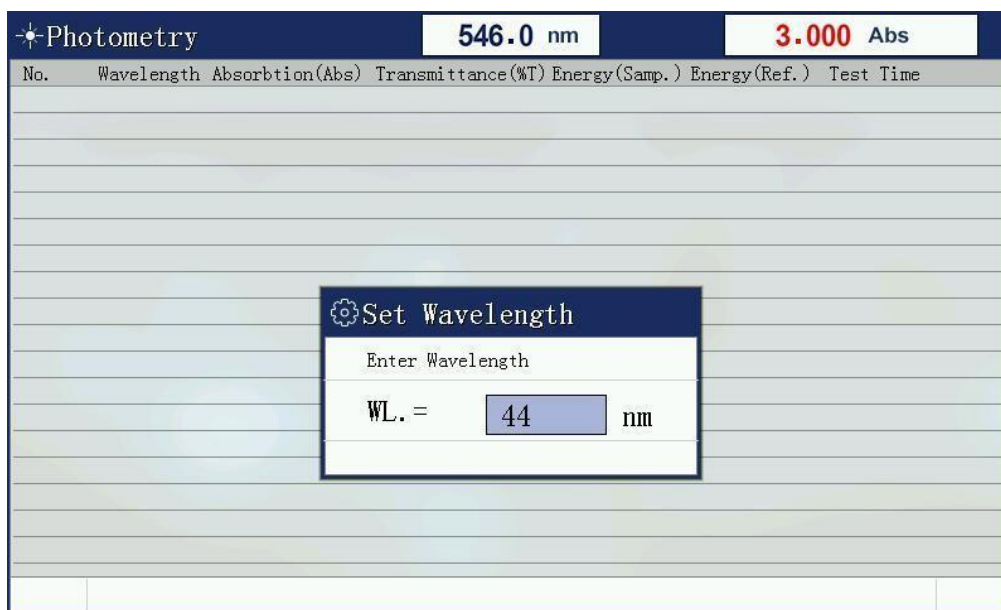 Photometry 546.0 nm 3.000 Abs
No. Wavelength Absorbtion(Abs) Transmittance(%T) Energy(Samp.) Energy(Ref.) Test Time
Set Wavelength
Enter Wavelength
WL.= 44 nm